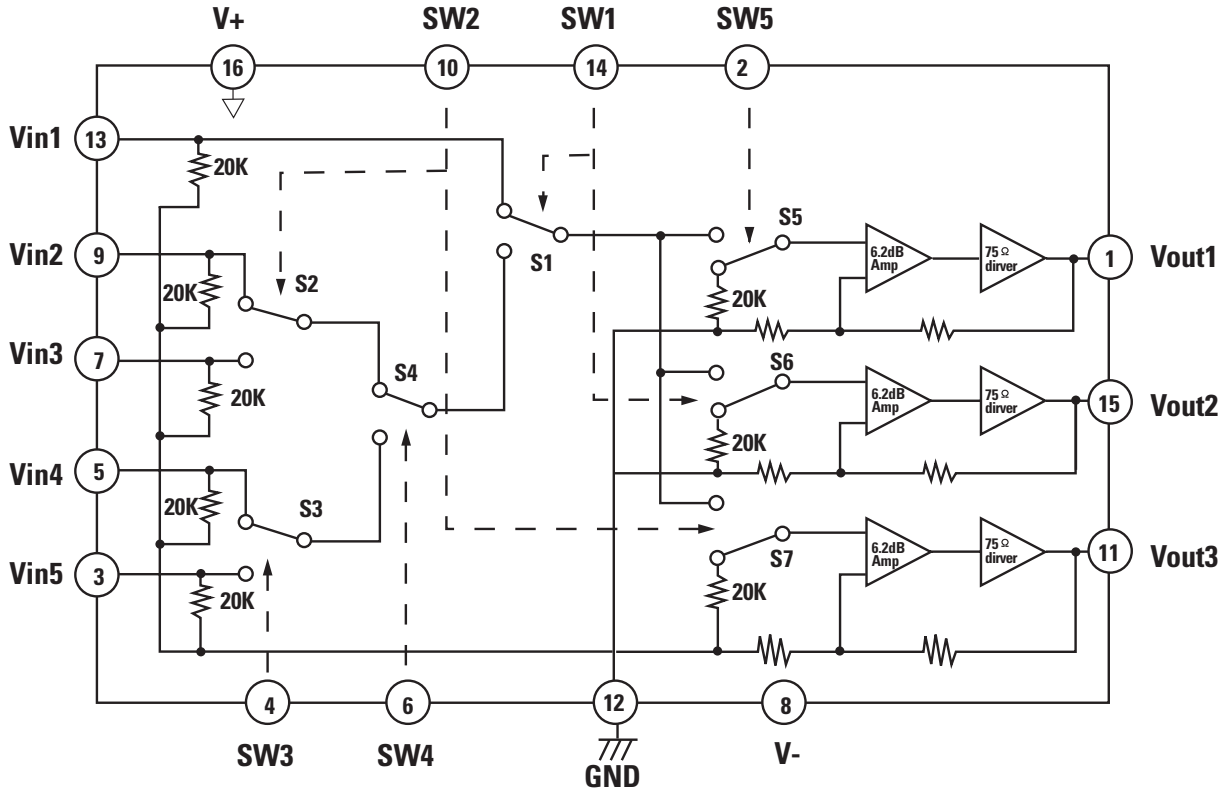 V+ SW2 SW1 SW5
16 10 14 2
Vin1 13
20K
Vin2 9
20K
S2
S1
S5
6.2dB
Amp
75Ω
dirver
1 Vout1
20K
Vin3 7
20K
S4
S6
6.2dB
Amp
75Ω
dirver
15 Vout2
20K
Vin4 5
20K
S3
S7
6.2dB
Amp
75Ω
dirver
11 Vout3
Vin5 3
20K
20K
4 6 12 8
SW3 SW4 GND V-